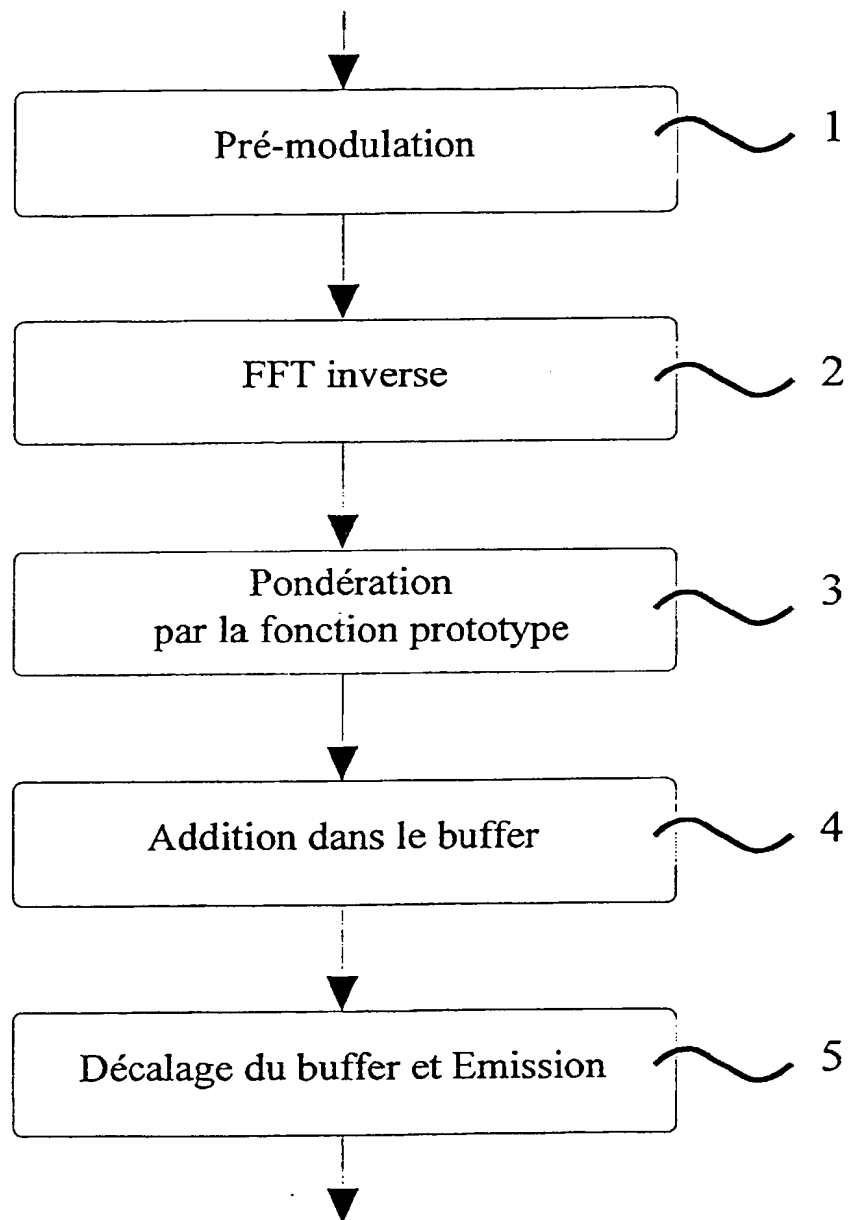 Pré-modulation
1
FFT inverse
2
Pondération
par la fonction prototype
3
Addition dans le buffer
4
Décalage du buffer et Emission
5